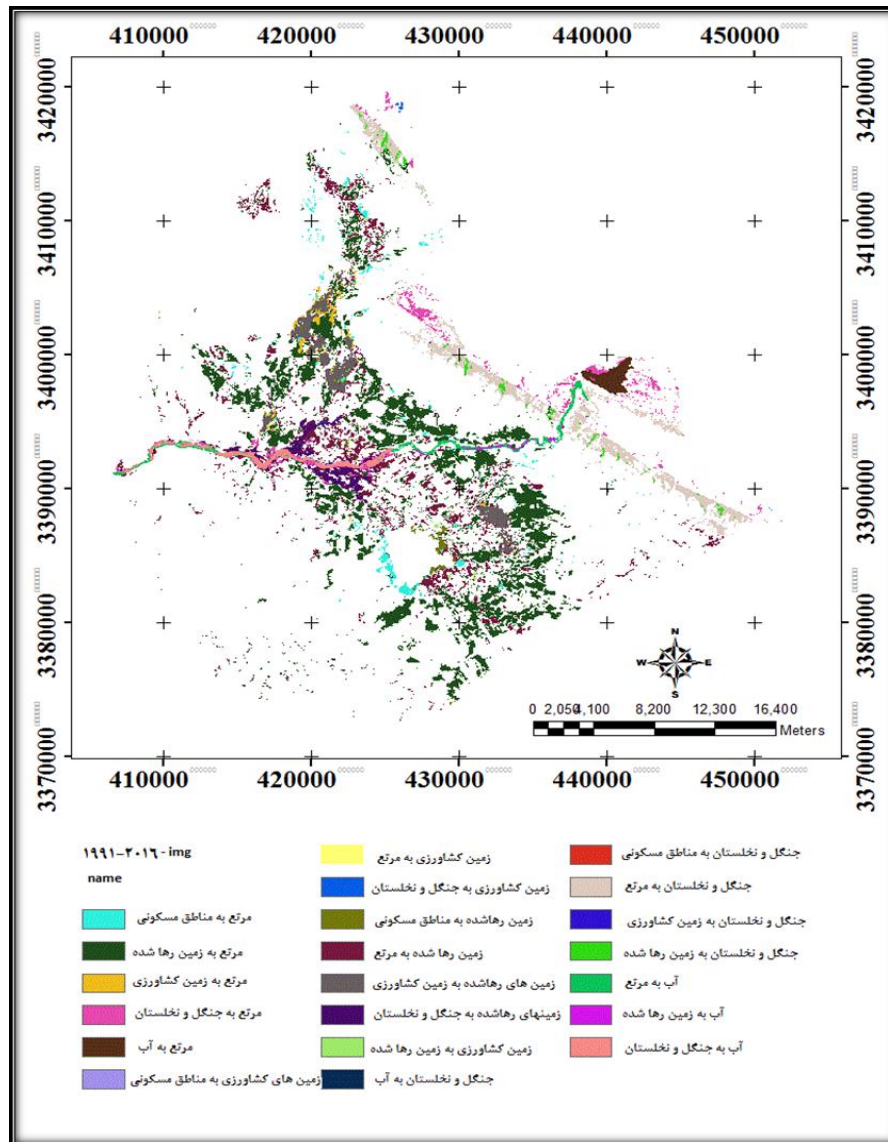 410000 420000 430000 440000 450000
3420000 3420000
3410000 3410000
3400000 3400000
3390000 3390000
3380000 3380000
3370000 3370000
N
W E
S
0 2,050 4,100 8,200 12,300 16,400
Meters
410000 420000 430000 440000 450000
۱۹۹۱-۲۰۱۶ - img
name
مرتع به مناطق مسکونی
مرتع به زمین رها شده
مرتع به زمین کشاورزی
مرتع به جنگل و نخلستان
مرتع به آب
زمین های کشاورزی به مناطق مسکونی
زمین کشاورزی به مرتع
زمین کشاورزی به جنگل و نخلستان
زمین رهاشده به مناطق مسکونی
زمین رها شده به مرتع
زمین های رهاشده به زمین کشاورزی
زمینهای رهاشده به جنگل و نخلستان
زمین کشاورزی به زمین رها شده
جنگل و نخلستان به آب
جنگل و نخلستان به مناطق مسکونی
جنگل و نخلستان به مرتع
جنگل و نخلستان به زمین کشاورزی
جنگل و نخلستان به زمین رها شده
آب به مرتع
آب به زمین رها شده
آب به جنگل و نخلستان